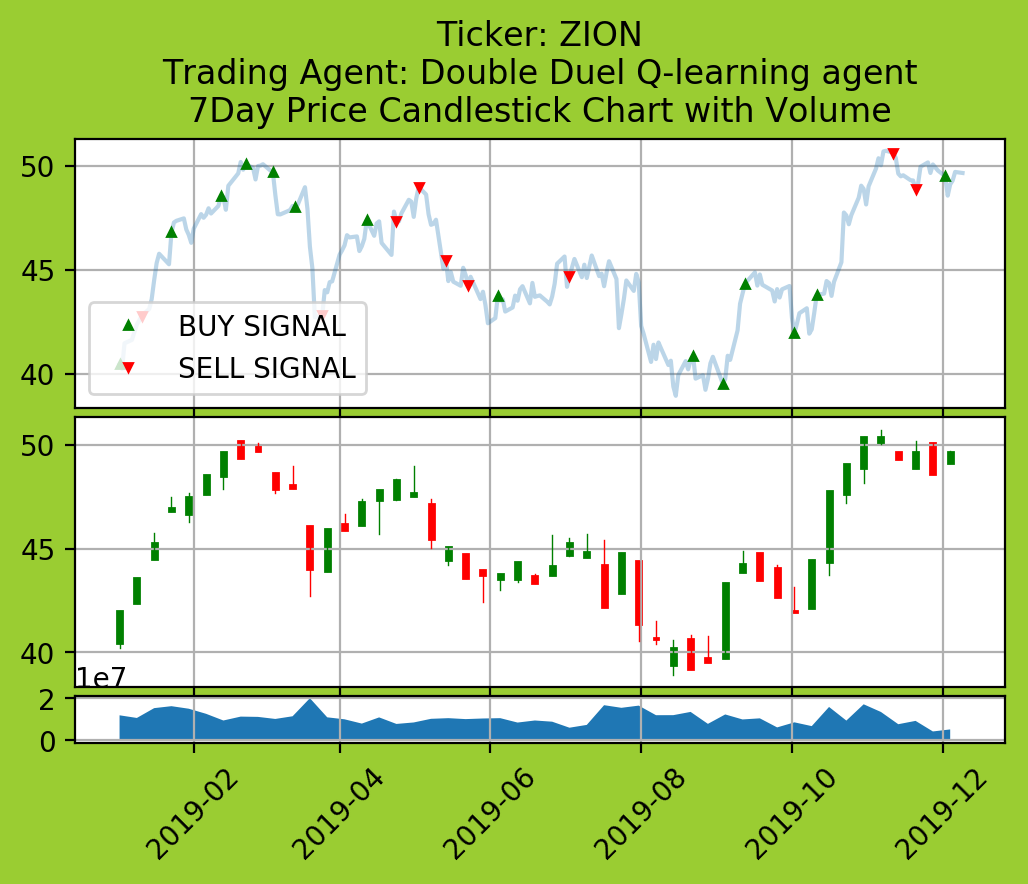 Ticker: ZION
Trading Agent: Double Duel Q-learning agent
7Day Price Candlestick Chart with Volume
50
45
40
BUY SIGNAL
SELL SIGNAL
50
45
40
1e7
2
0
2019-02
2019-04
2019-06
2019-08
2019-10
2019-12